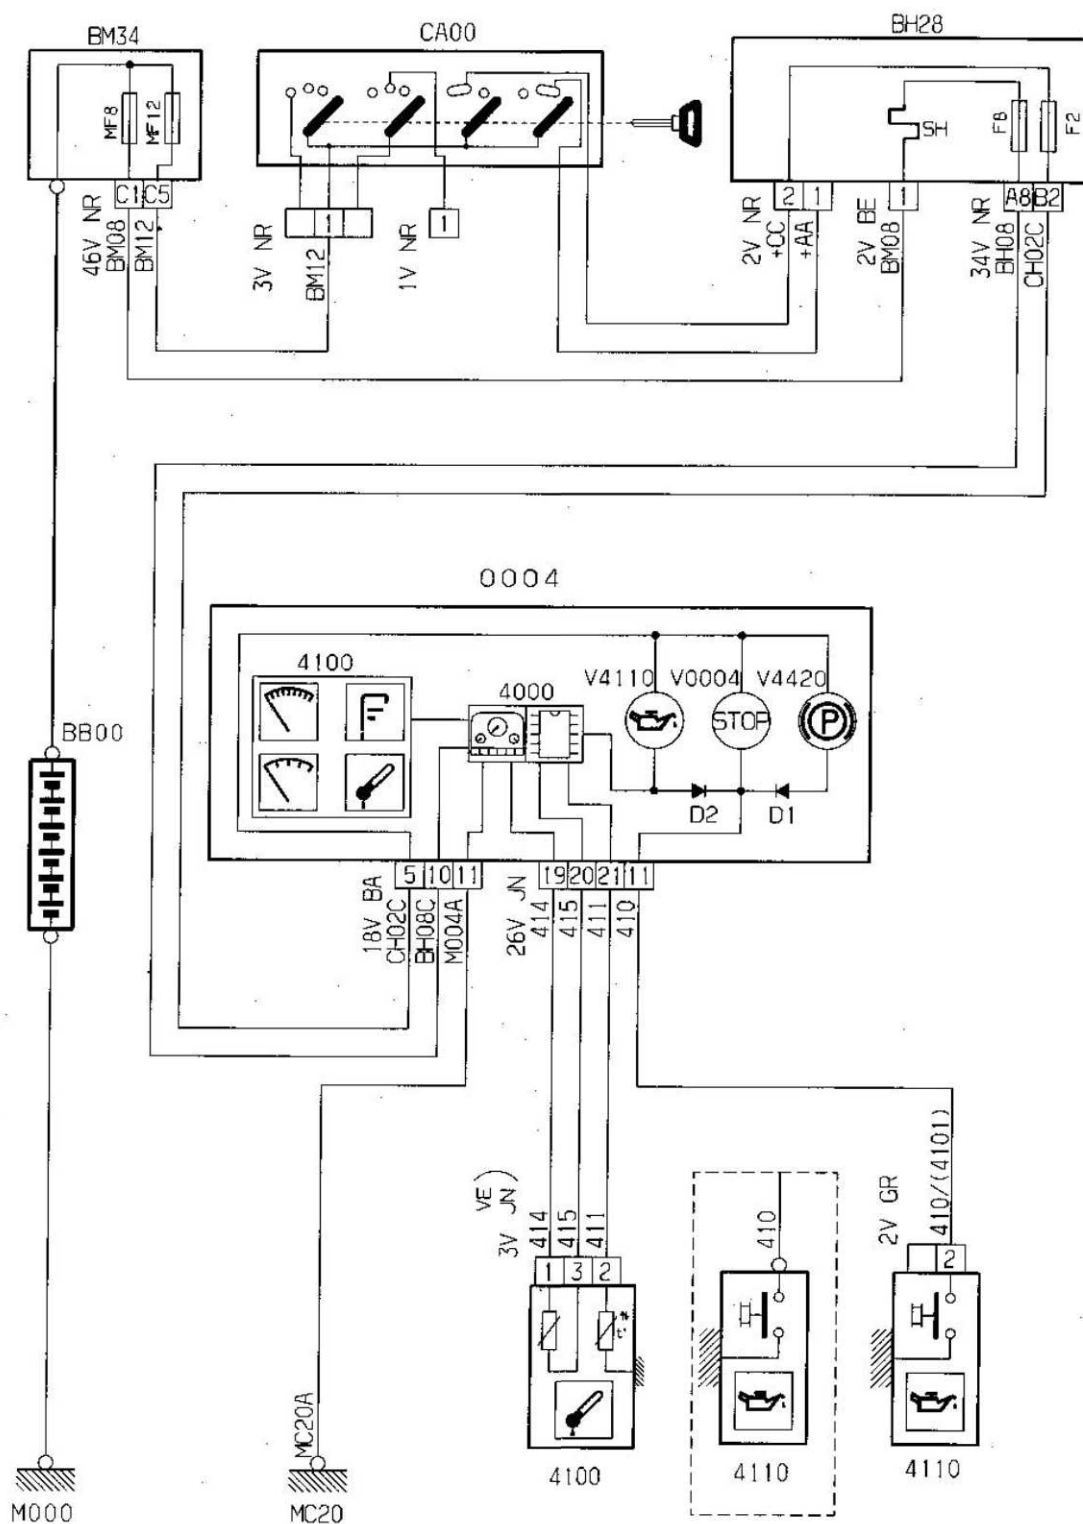 BM34
CA00
BH28
MF8
MF12
SH
F8
F2
C1 C5
1
1
2 1
1
A8 B2
46V NR
BM08
BM12
3V NR
BM12
1V NR
2V NR
+CC
+AA
2V BE
BM08
34V NR
BH08
CH02C
0004
4100
4000
V4110 V0004 V4420
STOP
P
D2 D1
BB00
5 10 11
19 20 21 11
18V BA
CH02C
BH08C
M004A
26V JN
414
415
411
410
VE)
3V JN)
414
415
411
410
2V GR
410/(4101)
1 3 2
2
t°
MC20A
4100
4110
4110
M000
MC20